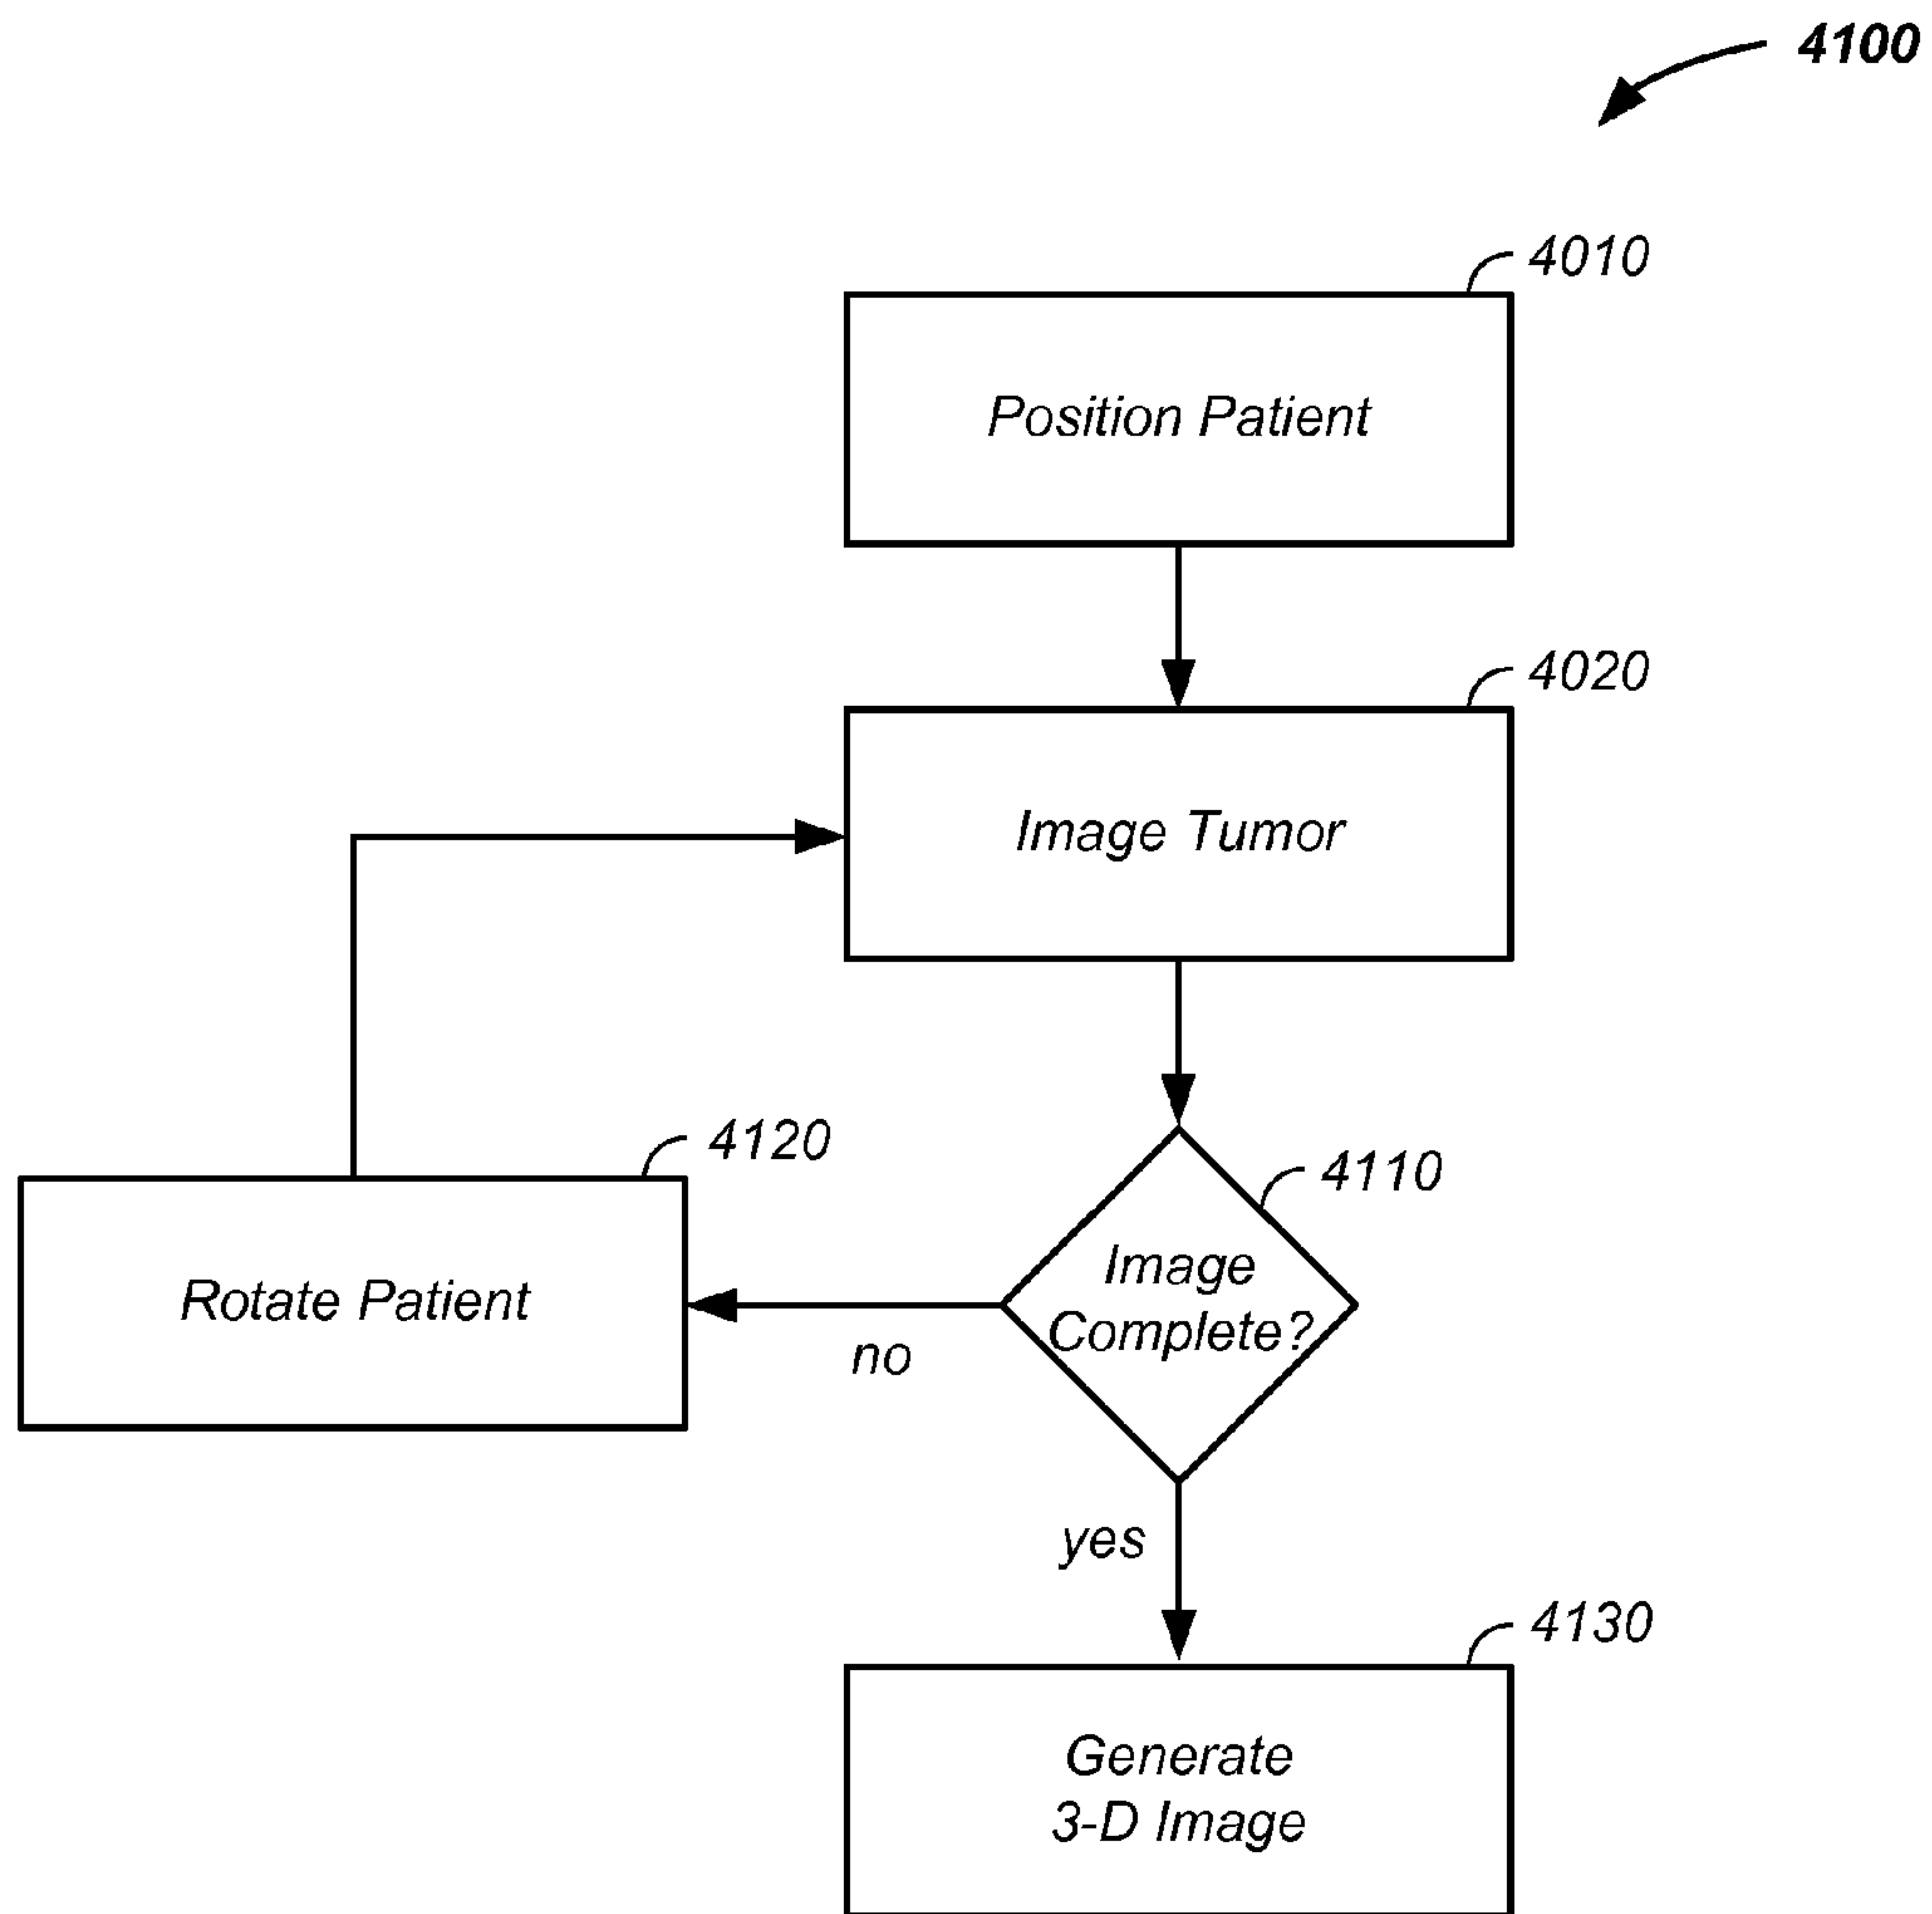 4100
4010
Position Patient
4020
Image Tumor
4120
4110
Rotate Patient
Image
Complete?
no
yes
4130
Generate
3-D Image